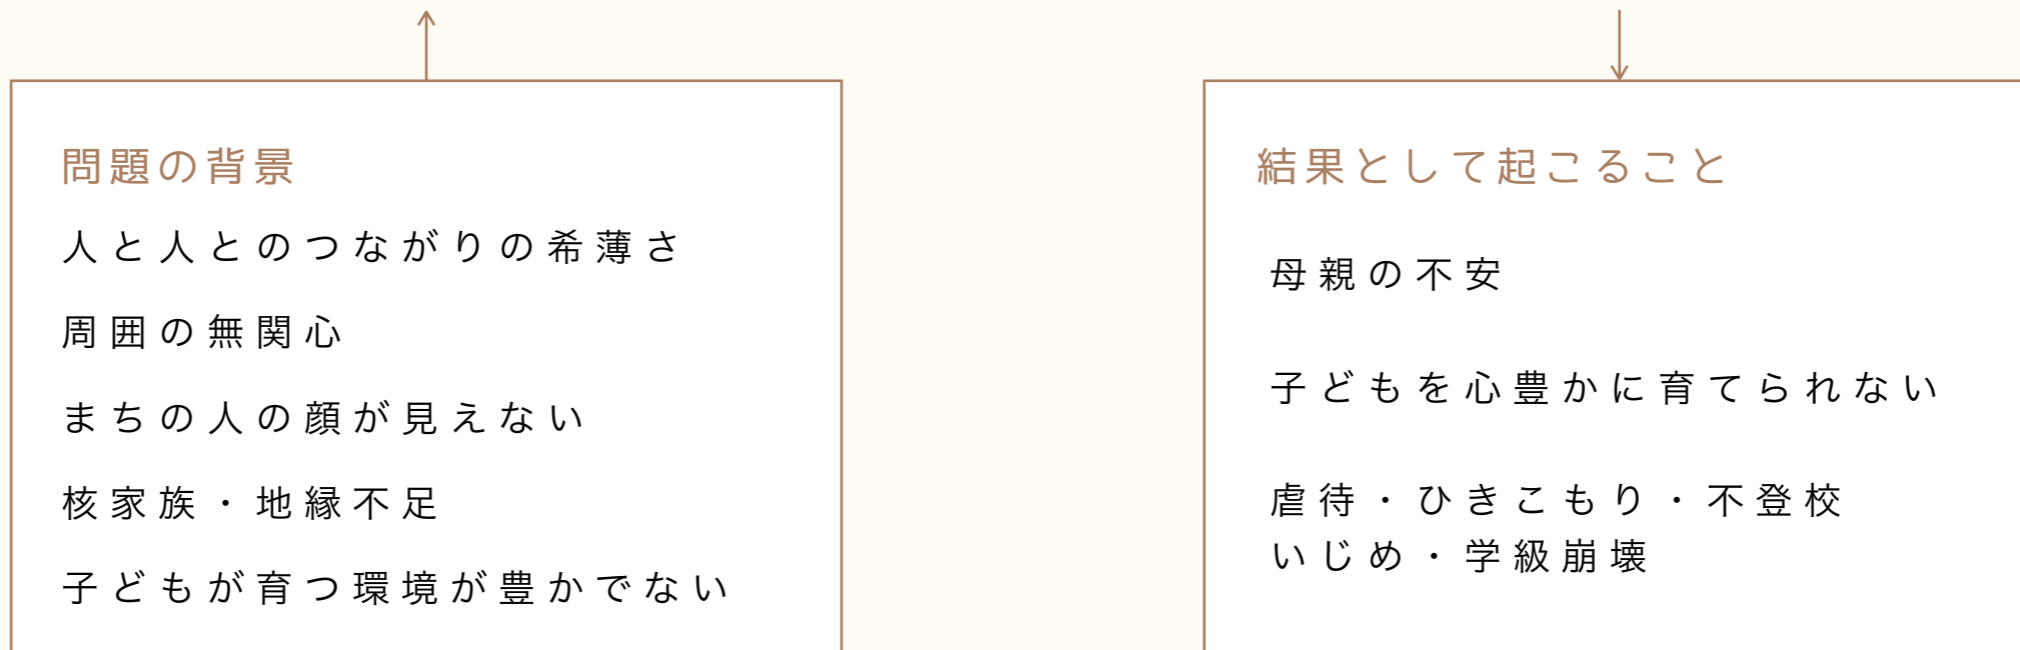 問題の背景
人と人とのつながりの希薄さ
周囲の無関心
まちの人の顔が見えない
核家族・地縁不足
子どもが育つ環境が豊かでない
結果として起こること
母親の不安
子どもを心豊かに育てられない
虐待・ひきこもり・不登校
いじめ・学級崩壊